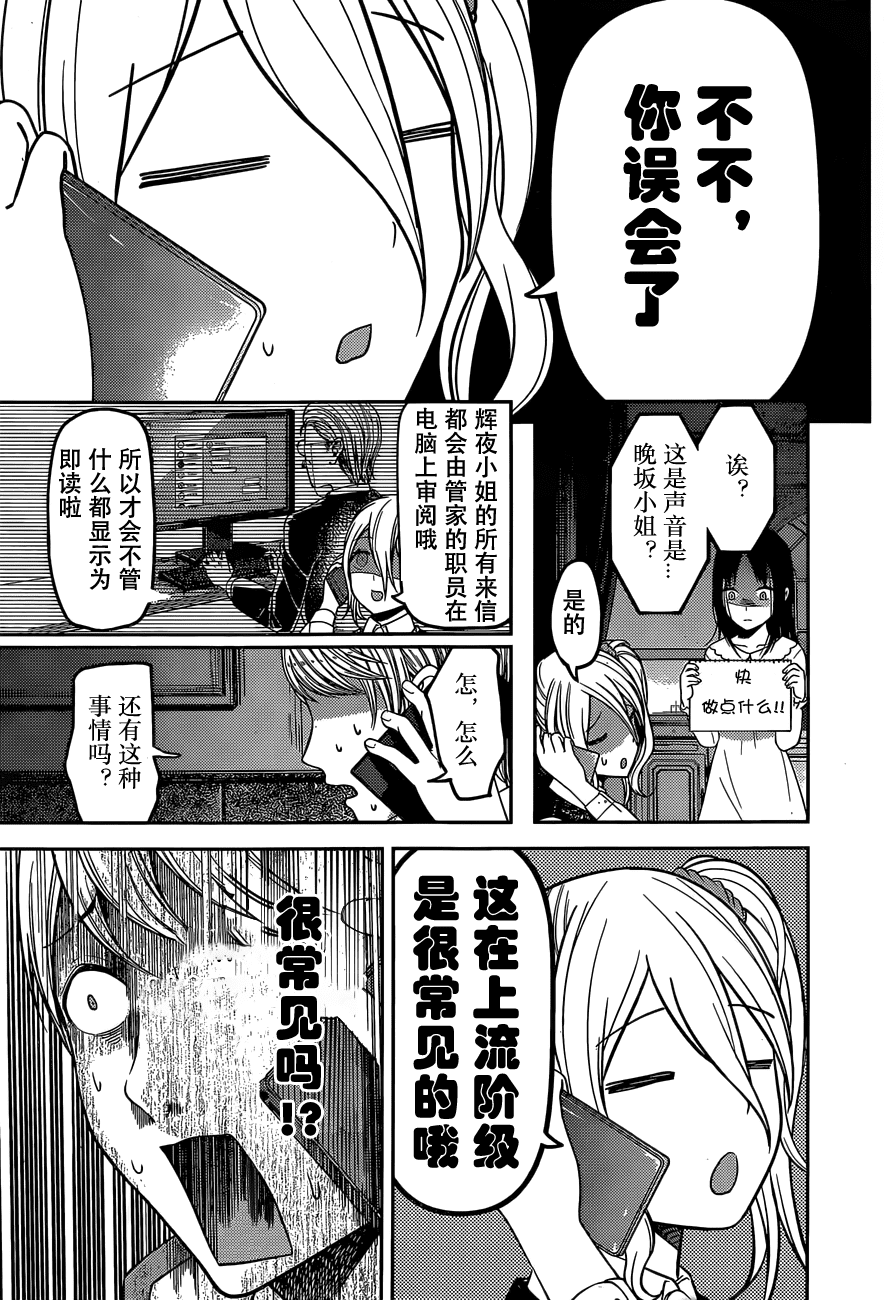 不不，
你误会了
诶？
这是声音是…
晚坂小姐？
是的
快
做点什么!!
辉夜小姐的所有来信
都会由管家的职员在
电脑上审阅哦
所以才会不管
什么都显示为
即读啦
怎，怎么
还有这种
事情吗？
这在上流阶级
是很常见的哦
很常见吗!?